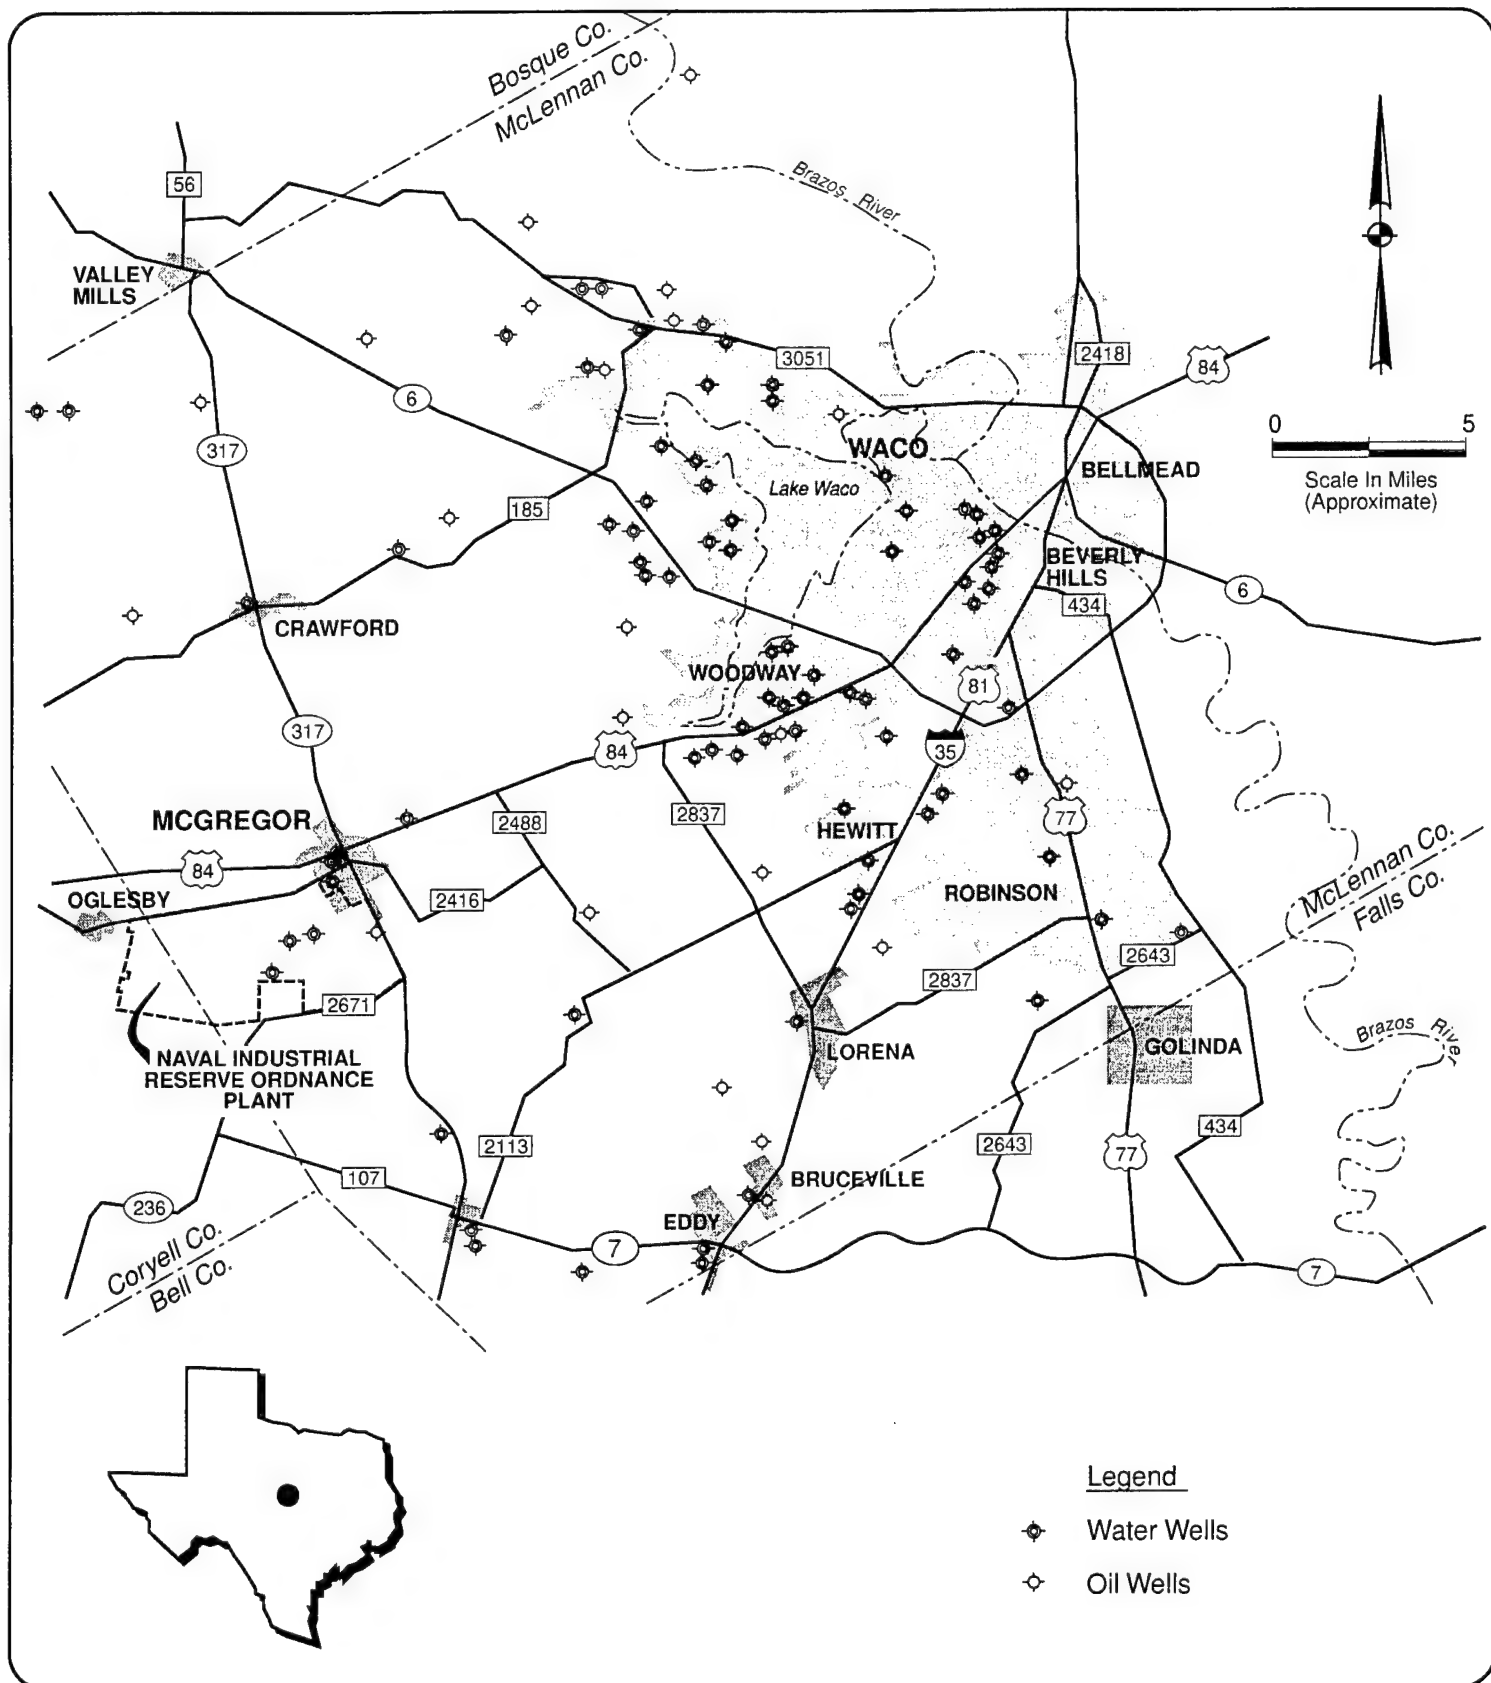 Bosque Co.
McLennan Co.
56
Brazos River
VALLEY
MILLS
3051
2418
84
6
317
0 5
Scale In Miles
(Approximate)
WACO
BELLMEAD
Lake Waco
185
BEVERLY
HILLS
434
6
CRAWFORD
WOODWAY
81
317
84
35
MCGREGOR
2488
2837
HEWITT
77
84
McLennan Co.
Falls Co.
OGLESBY
2416
ROBINSON
2643
2837
2671
Brazos River
NAVAL INDUSTRIAL
RESERVE ORDNANCE
PLANT
LORENA
GOLINDA
434
2113
2643
77
107
BRUCEVILLE
236
EDDY
7
Coryell Co.
Bell Co.
7
Legend
Water Wells
Oil Wells